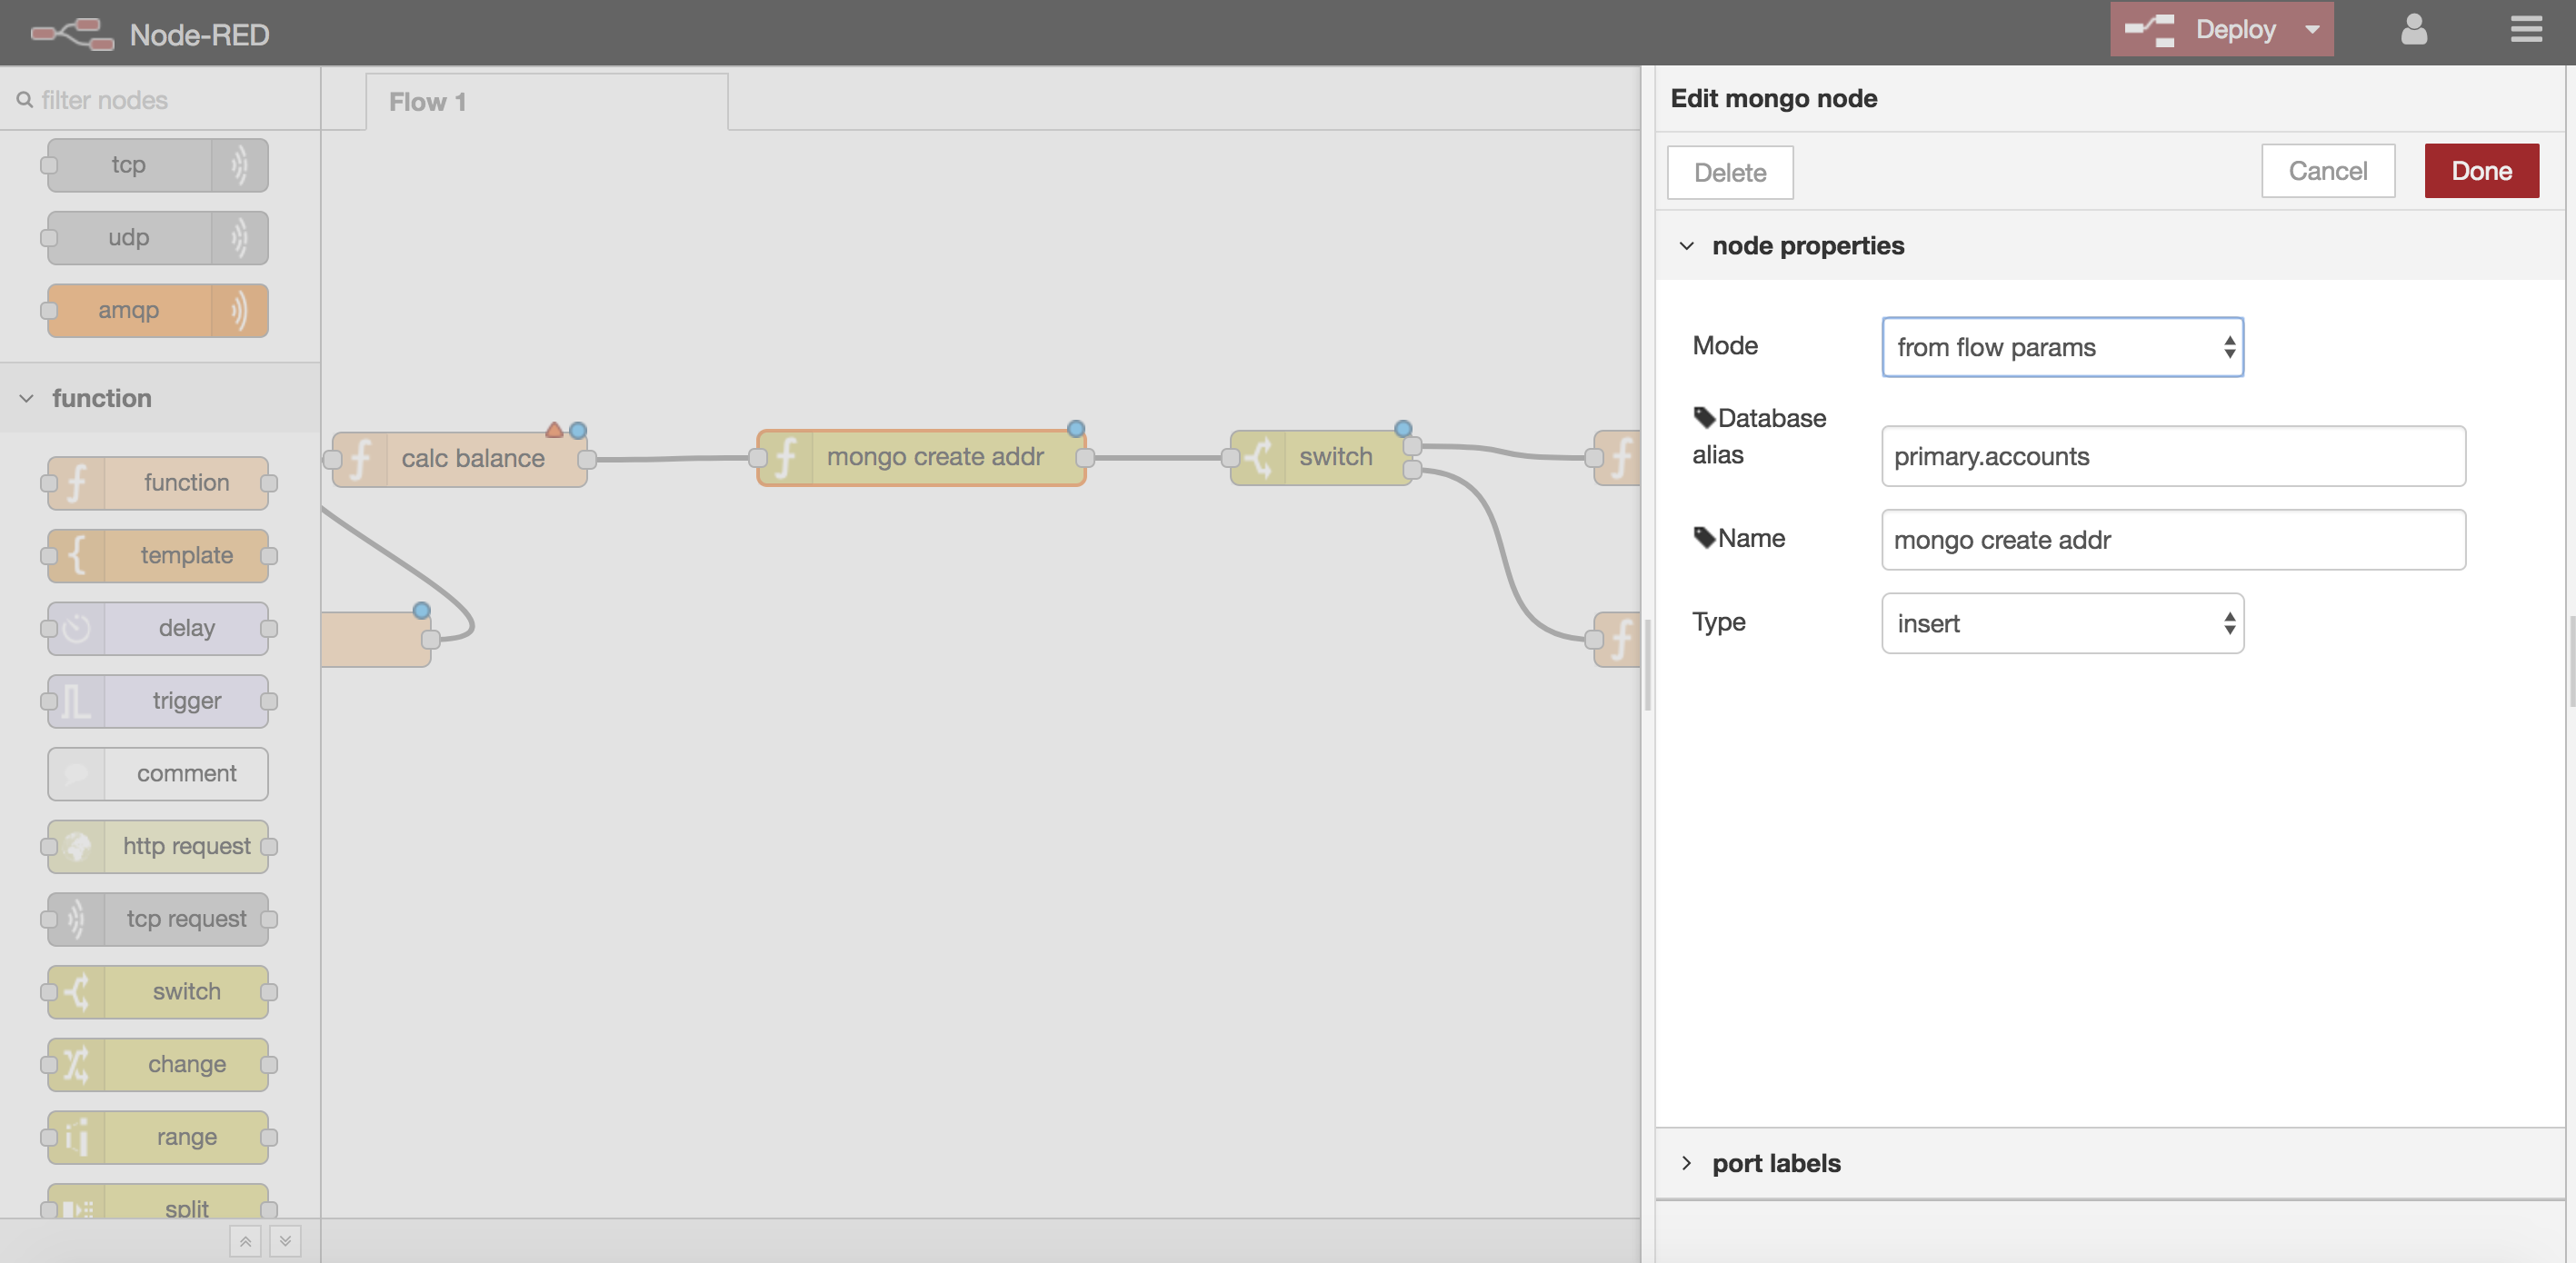 Node-RED
Deploy
filter nodes
Flow 1
tcp
udp
amqp
function
function
template
delay
trigger
comment
http request
tcp request
switch
change
range
split
calc balance
mongo create addr
switch
Edit mongo node
Delete
Cancel
Done
node properties
Mode
from flow params
Database
alias
primary.accounts
Name
mongo create addr
Type
insert
port labels